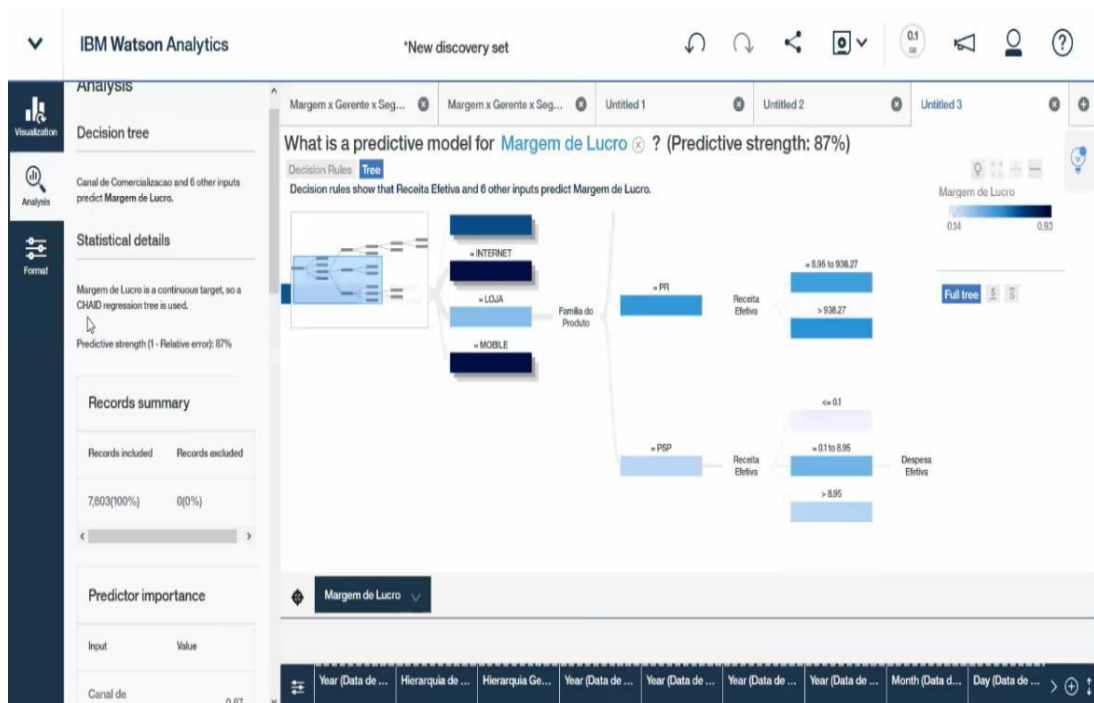 IBM Watson Analytics
*New discovery set
0.1
GB
Visualization
Analysis
Format
Analysis
Decision tree
Canal de Comercializacao and 6 other inputs
predict Margem de Lucro.
Statistical details
Margem de Lucro is a continuous target, so a
CHAID regression tree is used.
Predictive strength (1 - Relative error): 87%
Records summary
Records included Records excluded
7,603(100%) 0(0%)
Predictor importance
Input Value
Canal de
0.87
Margem x Gerente x Seg...
Margem x Gerente x Seg...
Untitled 1
Untitled 2
Untitled 3
What is a predictive model for Margem de Lucro ? (Predictive strength: 87%)
Decision Rules Tree
Decision rules show that Receita Efetiva and 6 other inputs predict Margem de Lucro.
= INTERNET
= LOJA
= MOBILE
Familia do
Produto
= PR
Receita
Efetiva
= 8.95 to 938.27
> 938.27
= PSP
Receita
Efetiva
<= 0.1
= 0.1 to 8.95
> 8.95
Despesa
Efetiva
Margem de Lucro
0.14 0.93
Full tree
Margem de Lucro
Year (Data de ...
Hierarquia de ...
Hierarquia Ge...
Year (Data de ...
Year (Data de ...
Year (Data de ...
Year (Data de ...
Month (Data d...
Day (Data de ...